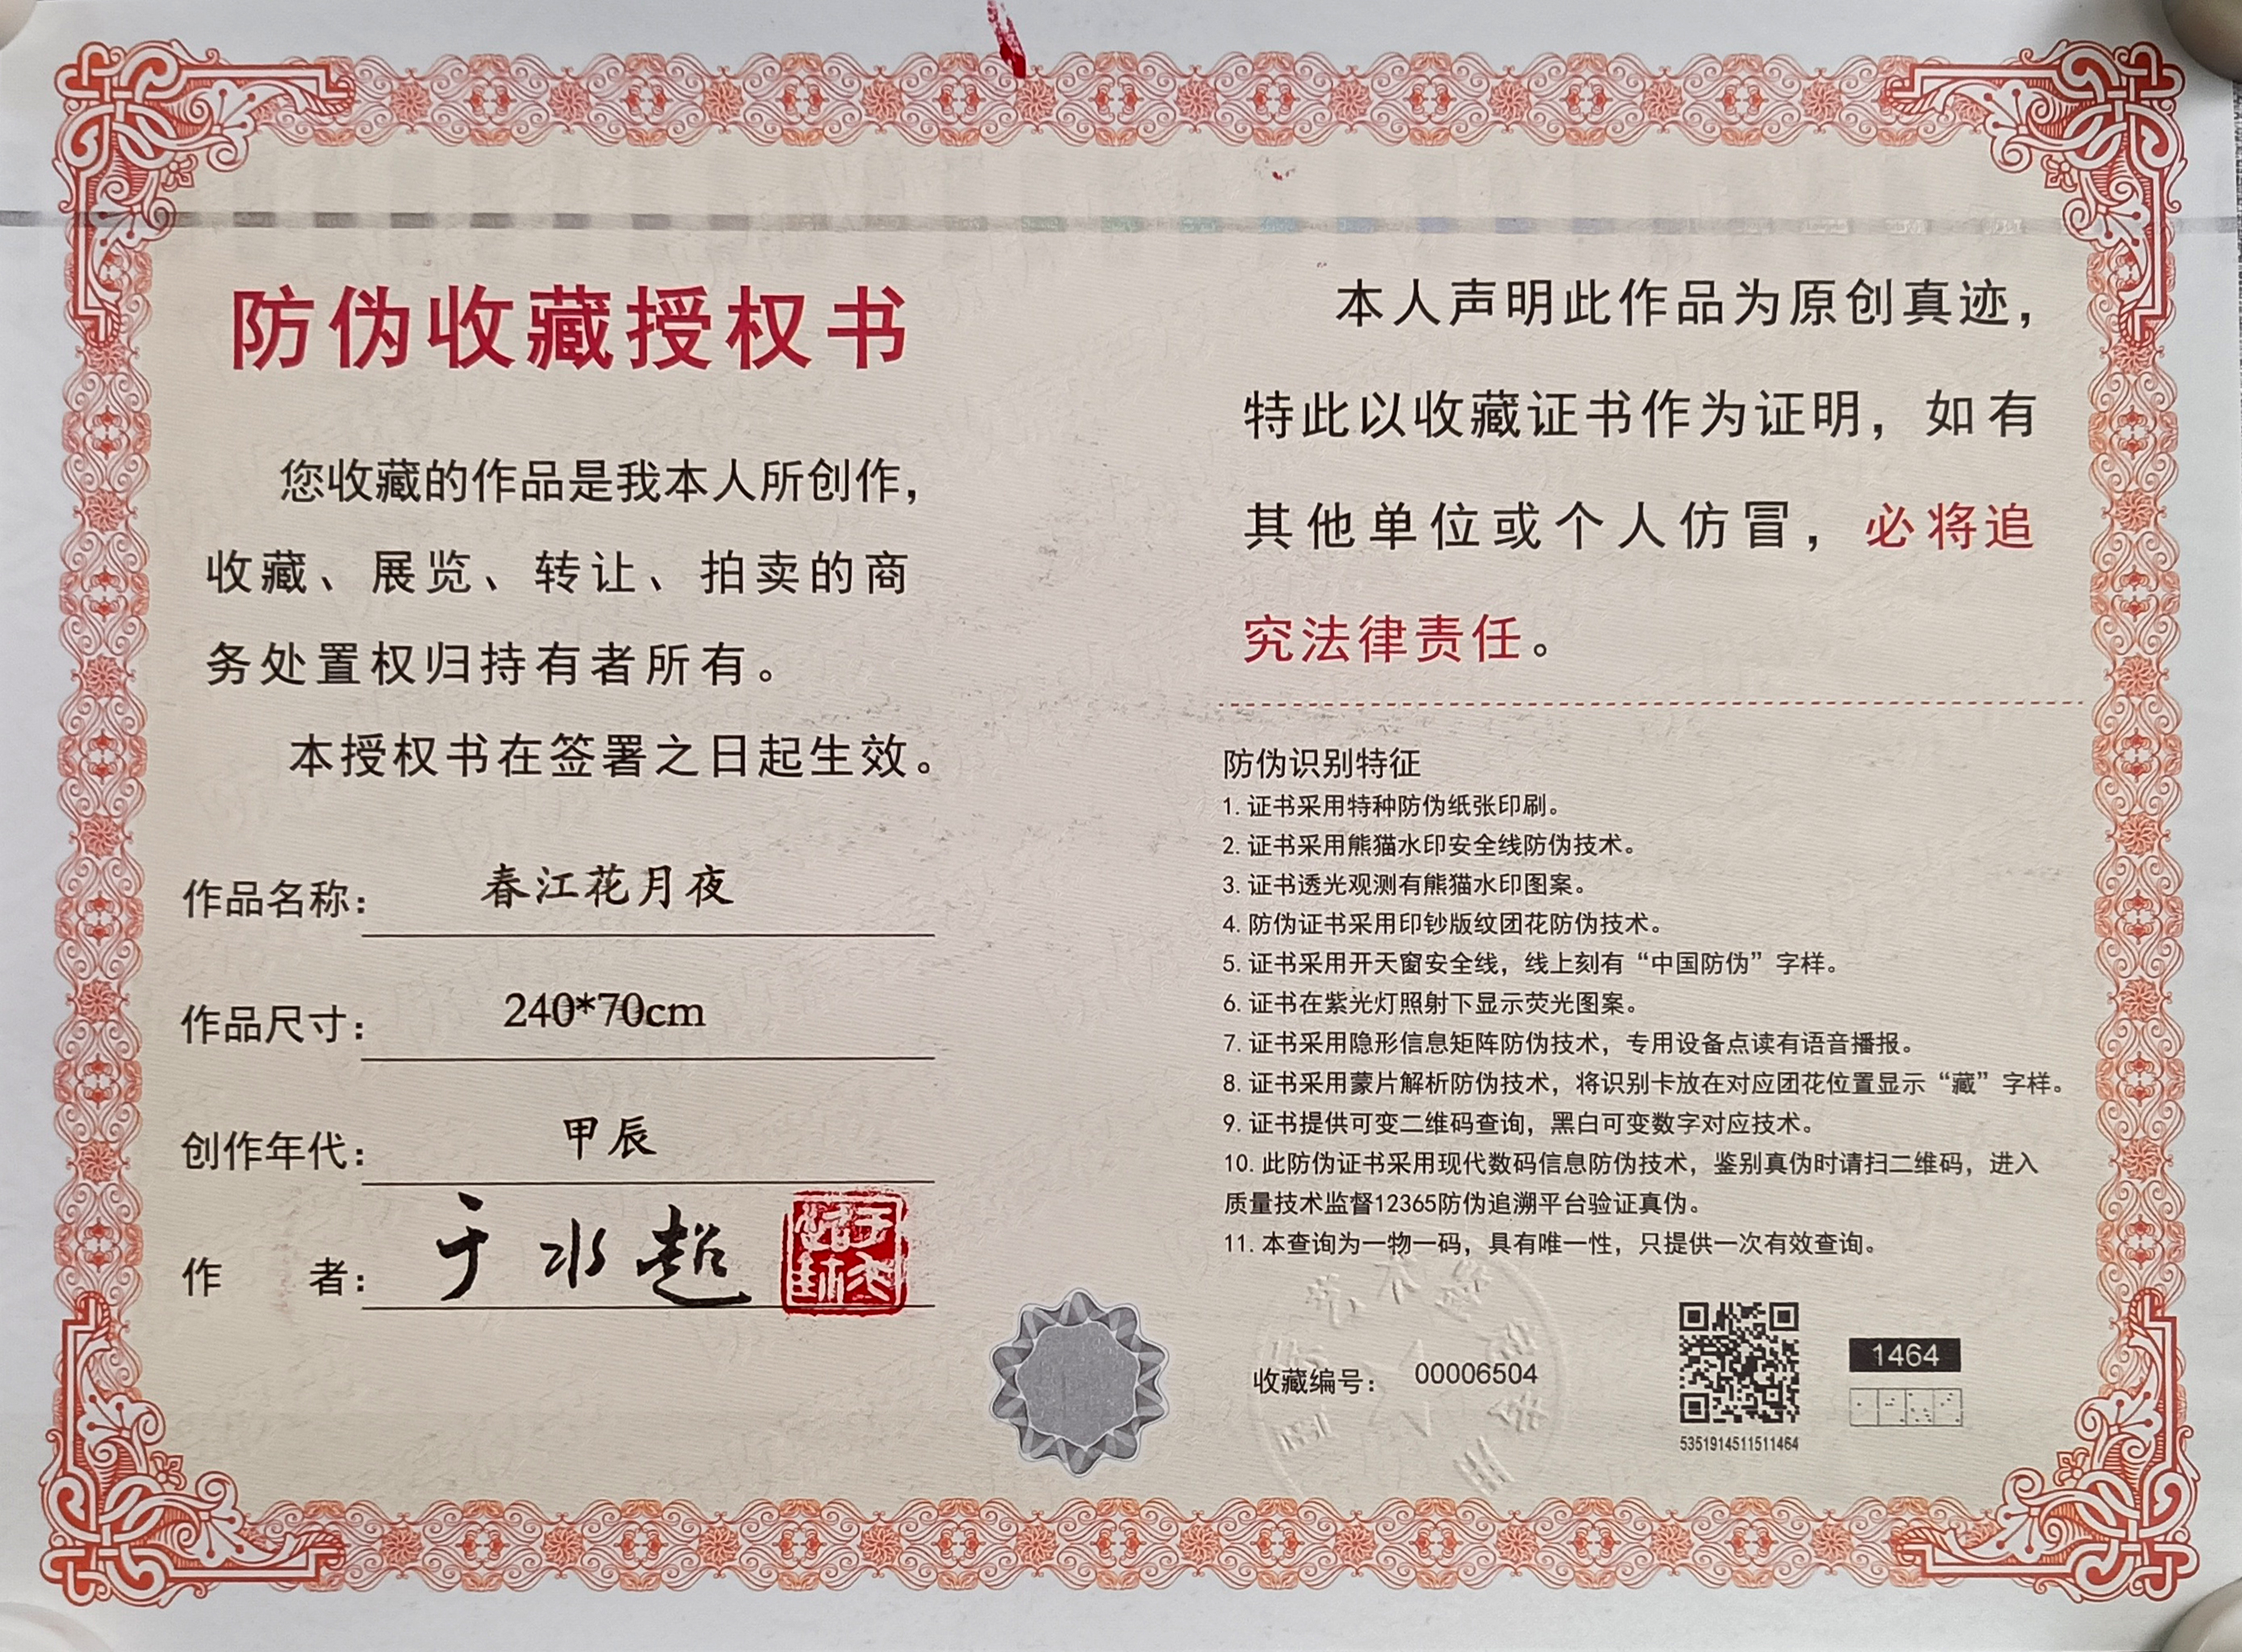 防伪收藏授权书
您收藏的作品是我本人所创作，
收藏、展览、转让、拍卖的商
务处置权归持有者所有。
本授权书在签署之日起生效。
作品名称： 春江花月夜
作品尺寸： 240*70cm
创作年代： 甲辰
作 者： 于水超
本人声明此作品为原创真迹，
特此以收藏证书作为证明，如有
其他单位或个人仿冒，必将追
究法律责任。
防伪识别特征
1. 证书采用特种防伪纸张印刷。
2. 证书采用熊猫水印安全线防伪技术。
3. 证书透光观测有熊猫水印图案。
4. 防伪证书采用印钞版纹团花防伪技术。
5. 证书采用开天窗安全线，线上刻有“中国防伪”字样。
6. 证书在紫光灯照射下显示荧光图案。
7. 证书采用隐形信息矩阵防伪技术，专用设备点读有语音播报。
8. 证书采用蒙片解析防伪技术，将识别卡放在对应团花位置显示“藏”字样。
9. 证书提供可变二维码查询，黑白可变数字对应技术。
10. 此防伪证书采用现代数码信息防伪技术，鉴别真伪时请扫二维码，进入
质量技术监督12365防伪追溯平台验证真伪。
11. 本查询为一物一码，具有唯一性，只提供一次有效查询。
收藏编号： 00006504
1464
5351914511511464